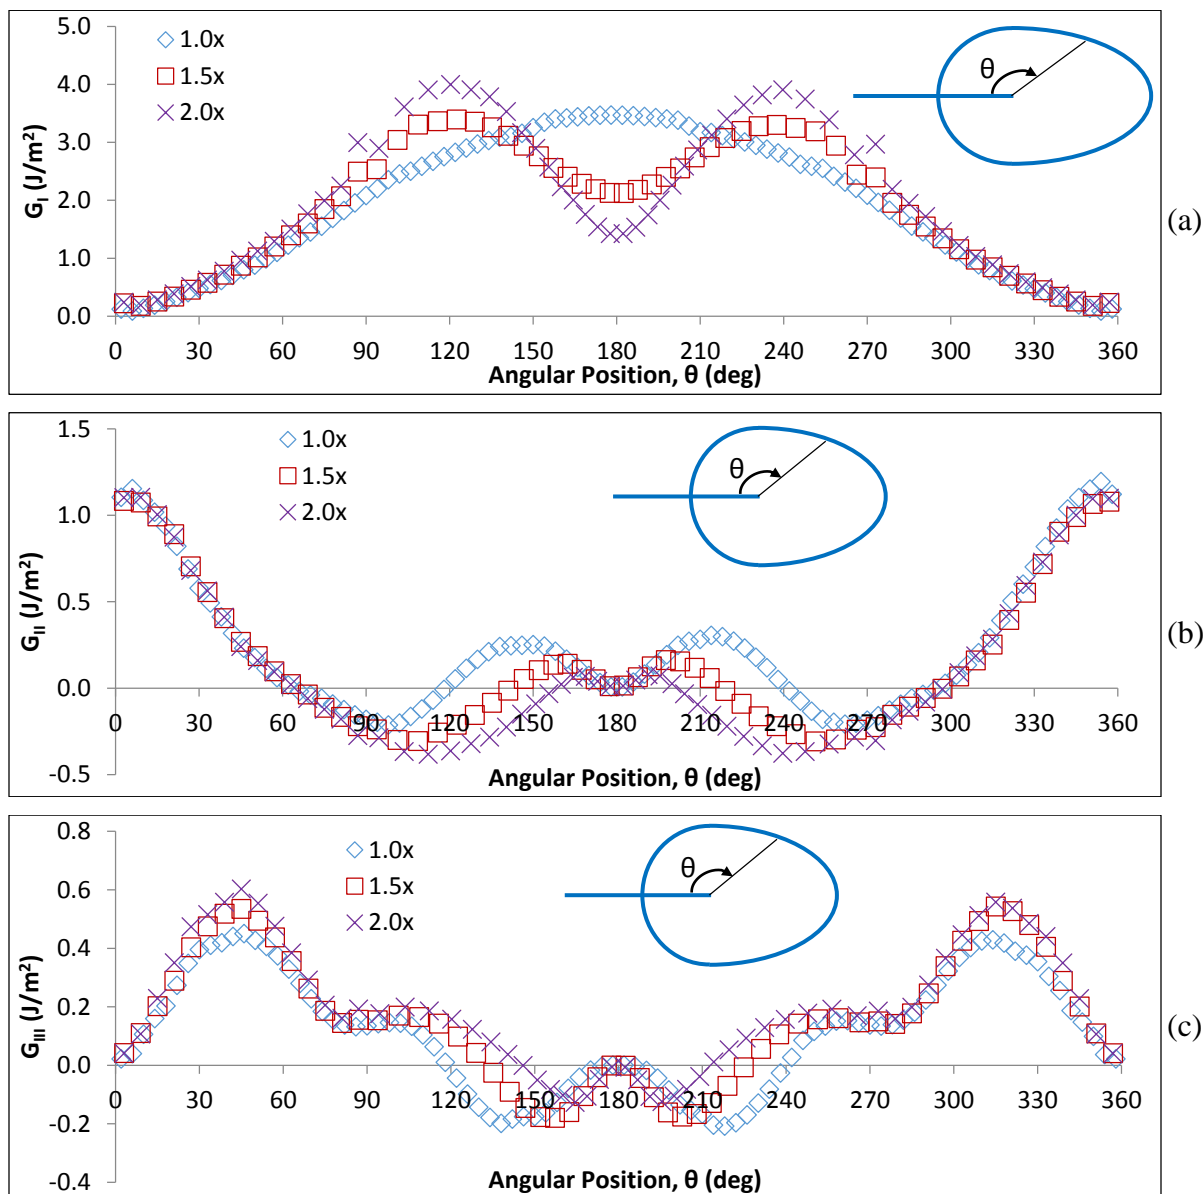 5.0
4.0
3.0
2.0
1.0
0.0
G_I (J/m²)
1.0x
1.5x
2.0x
θ
0 30 60 90 120 150 180 210 240 270 300 330 360
Angular Position, θ (deg)
(a)
1.5
1.0
0.5
0.0
-0.5
G_II (J/m²)
1.0x
1.5x
2.0x
θ
0 30 60 90 120 150 180 210 240 270 300 330 360
Angular Position, θ (deg)
(b)
0.8
0.6
0.4
0.2
0.0
-0.2
-0.4
G_III (J/m²)
1.0x
1.5x
2.0x
θ
0 30 60 90 120 150 180 210 240 270 300 330 360
Angular Position, θ (deg)
(c)